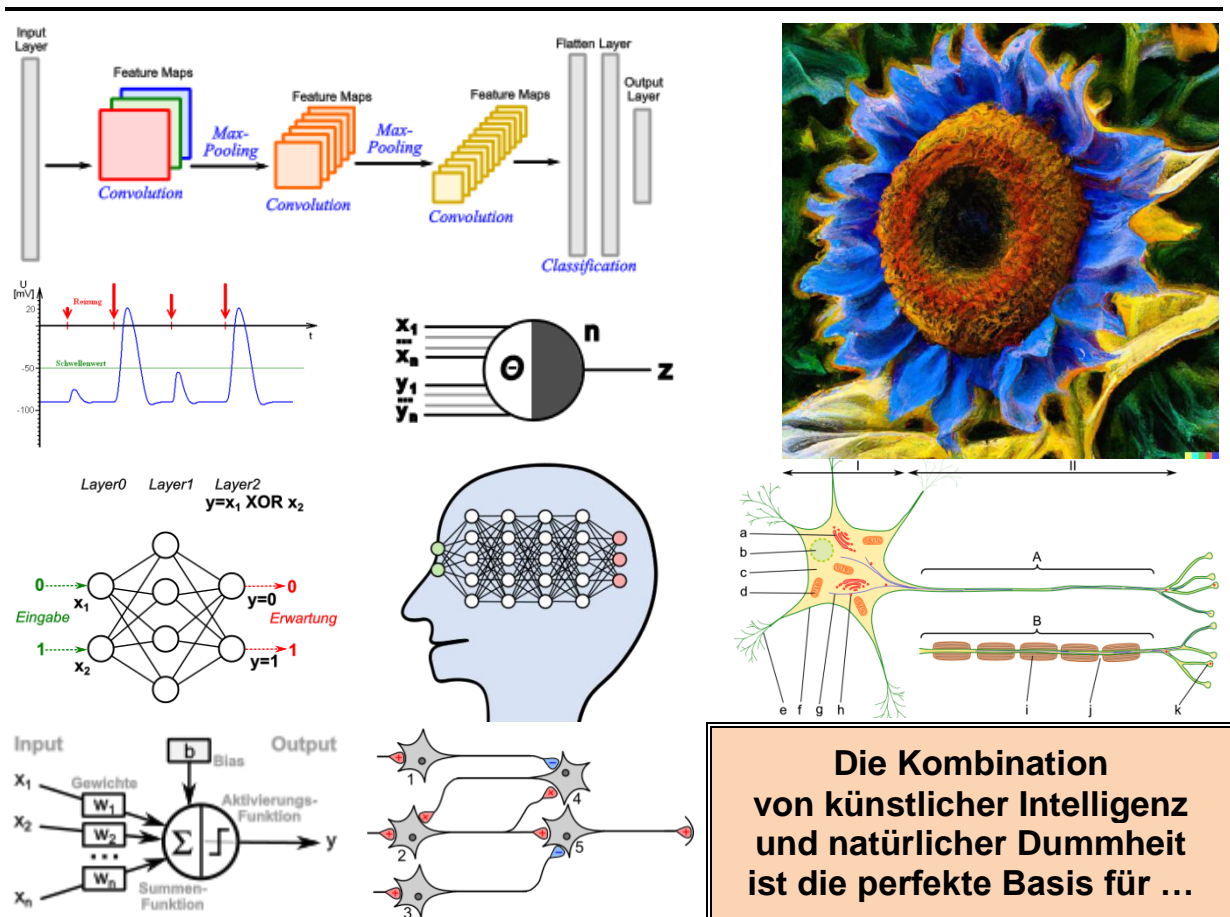 Input
Layer
Feature Maps
Max-
Pooling
Convolution
Feature Maps
Max-
Pooling
Convolution
Feature Maps
Convolution
Flatten Layer
Output
Layer
Classification
U
[mV]
20
-50
-100
Reizung
Schwellenwert
t
x1
...
xn
y1
...
yn
Θ
n
z
Layer0 Layer1 Layer2
y=x1 XOR x2
0
x1
Eingabe
1
x2
y=0
0
Erwartung
y=1
1
I
II
a
b
c
d
e
f
g
h
A
B
i
j
k
Input
Output
b
Bias
x1
Gewichte
w1
x2
w2
...
xn
wn
Σ
Aktivierungs-
Funktion
y
Summen-
Funktion
+
1
2
3
4
5
Die Kombination
von künstlicher Intelligenz
und natürlicher Dummheit
ist die perfekte Basis für …